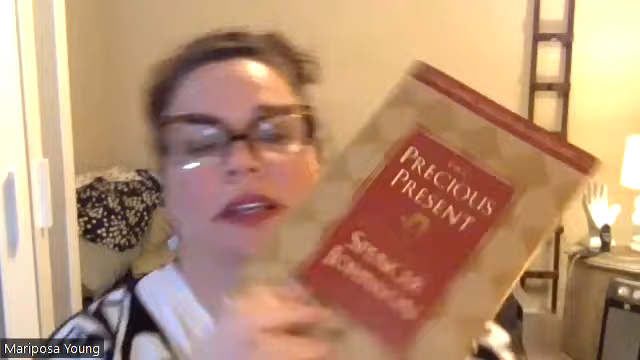 PRECIOUS
PRESENT
SPENCER
JOHNSON
Mariposa Young